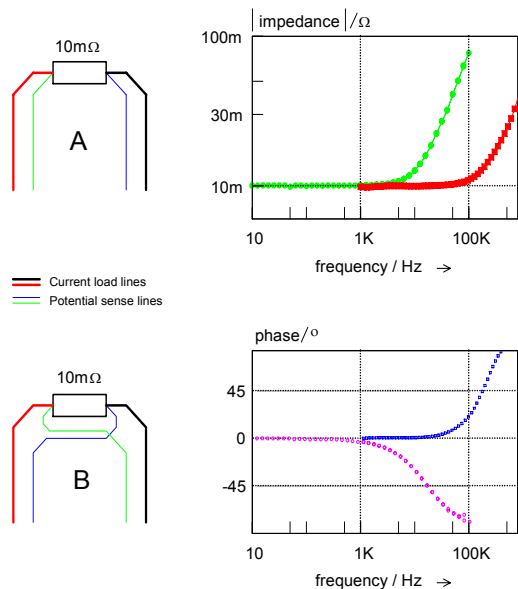 10mΩ
A
Current load lines
Potential sense lines
10mΩ
B
|impedance|/Ω
100m
30m
10m
10 1K 100K
frequency / Hz →
phase/o
45
0
-45
10 1K 100K
frequency / Hz →